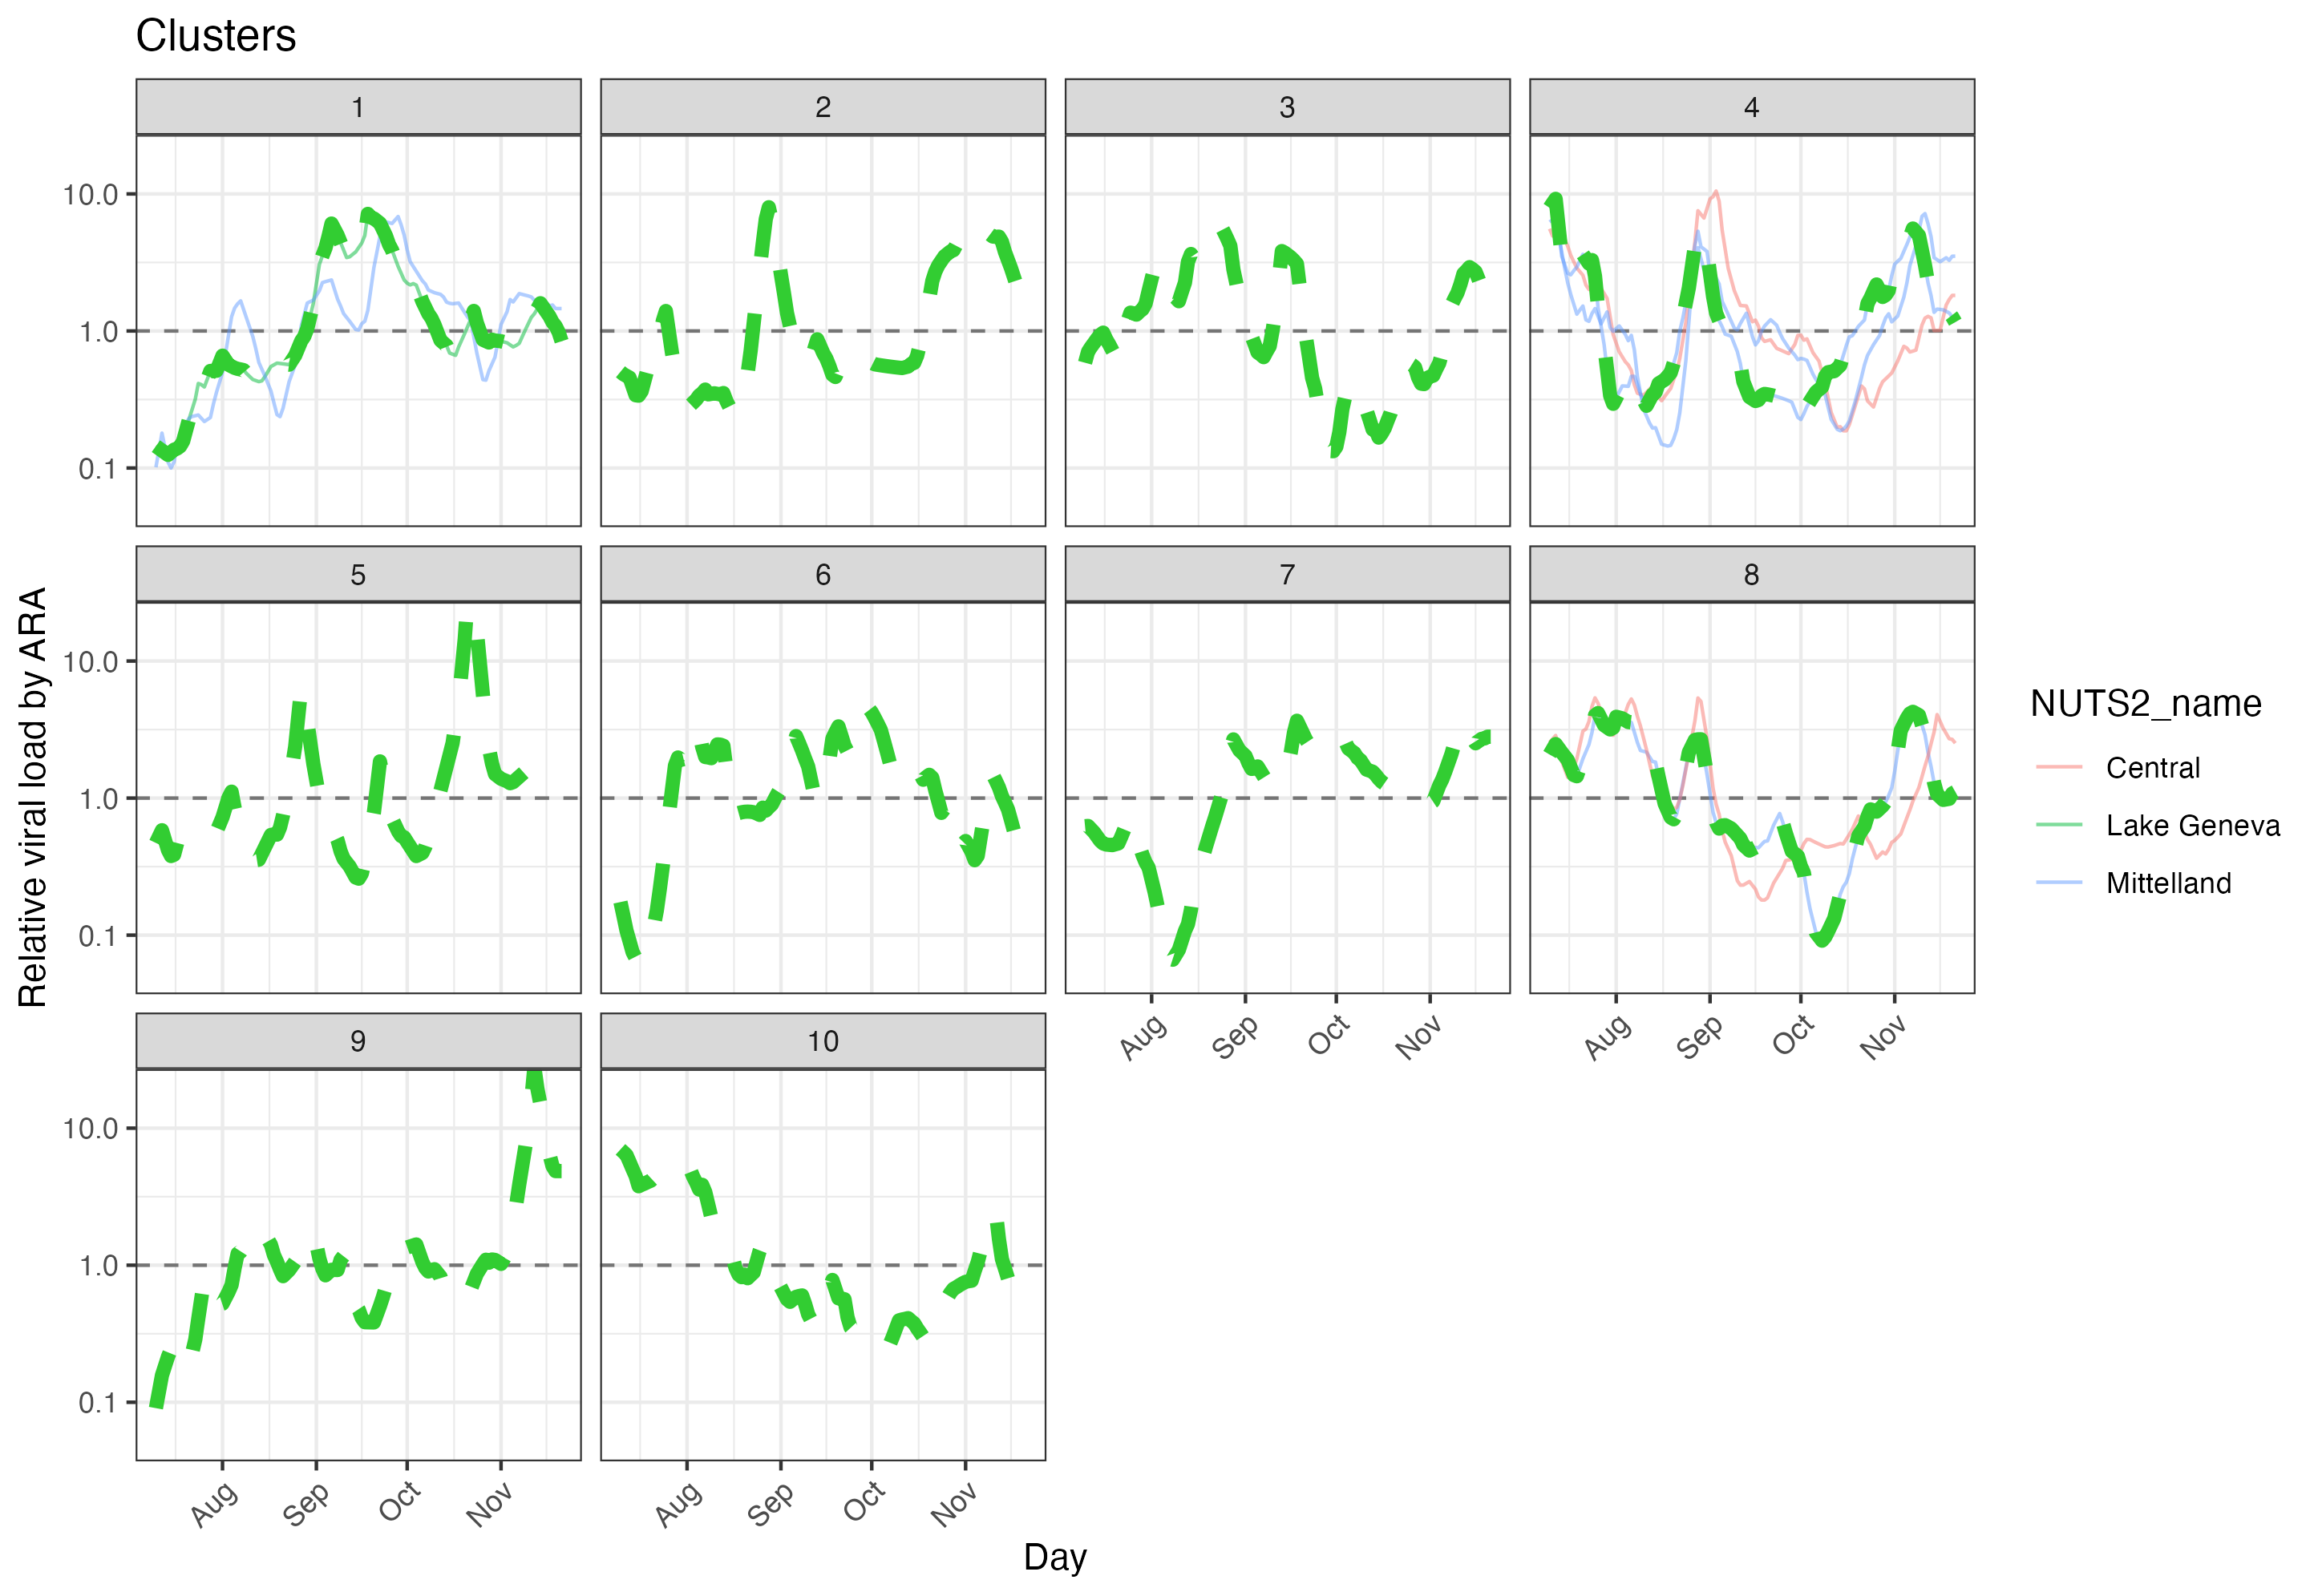 Clusters
1
2
3
4
10.0
1.0
0.1
5
6
7
8
10.0
1.0
0.1
Aug
Sep
Oct
Nov
Aug
Sep
Oct
Nov
9
10
10.0
1.0
0.1
Aug
Sep
Oct
Nov
Aug
Sep
Oct
Nov
Day
Relative viral load by ARA
NUTS2_name
Central
Lake Geneva
Mittelland